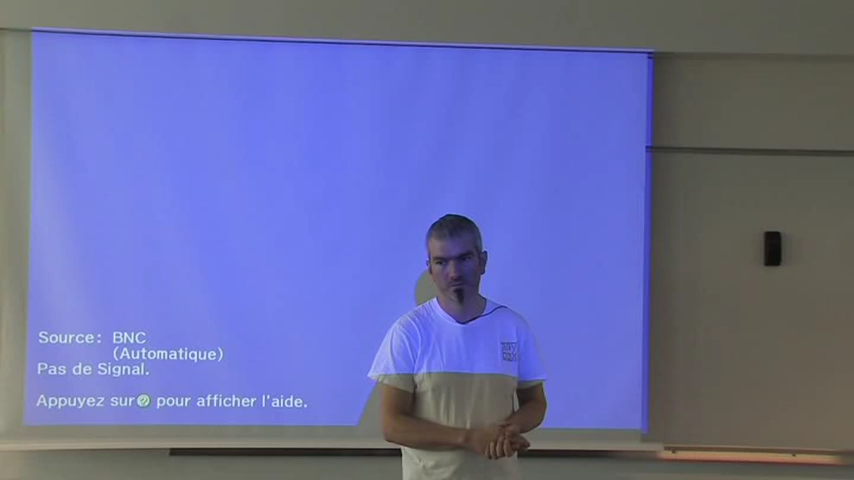 Source: BNC
(Automatique)
Pas de Signal.
Appuyez sur pour afficher l'aide.